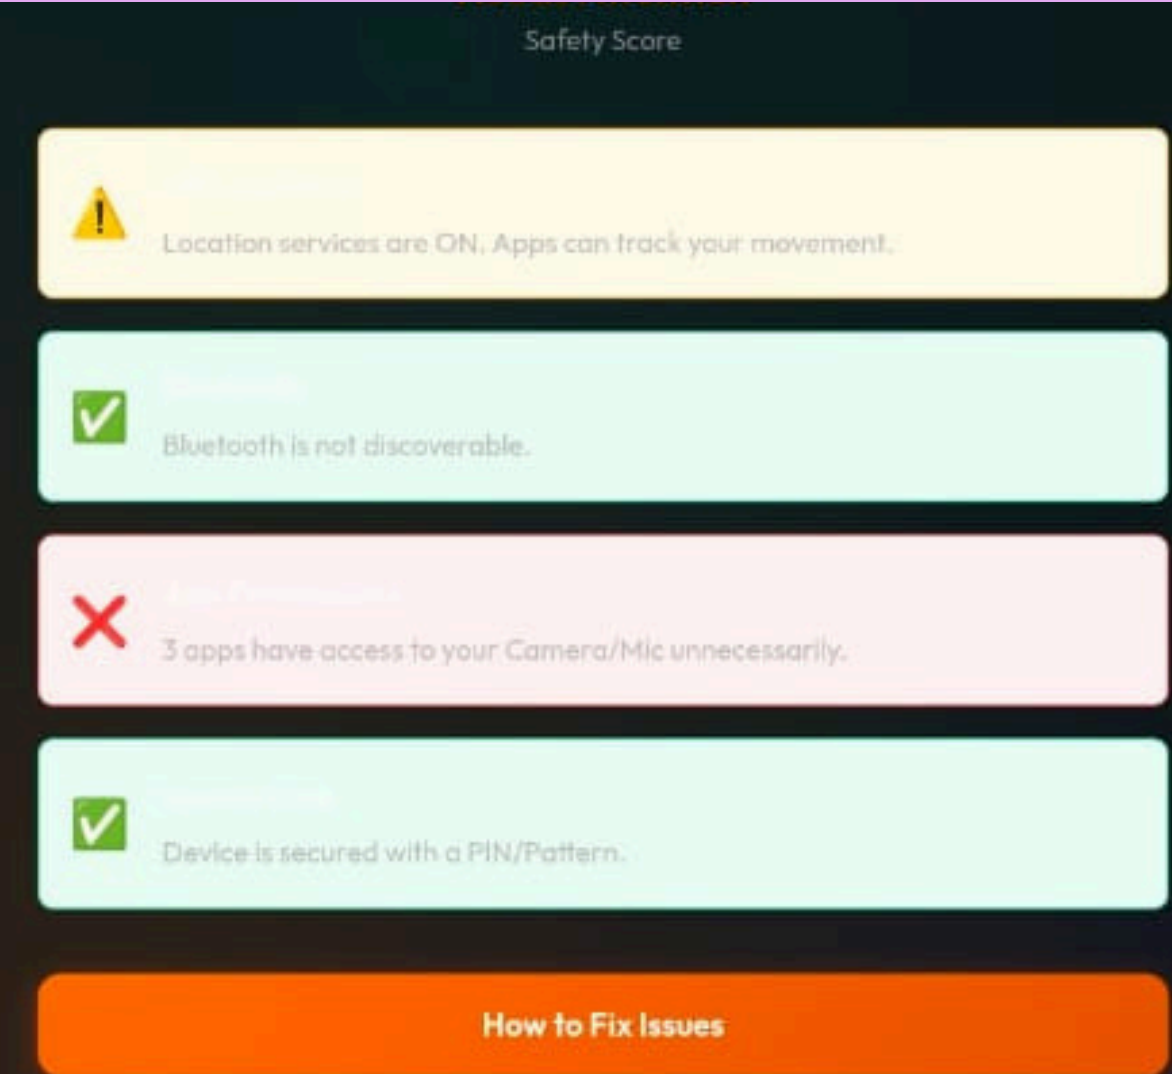 Safety Score
Location services are ON. Apps can track your movement.
Bluetooth is not discoverable.
3 apps have access to your Camera/Mic unnecessarily.
Device is secured with a PIN/Pattern.
How to Fix Issues